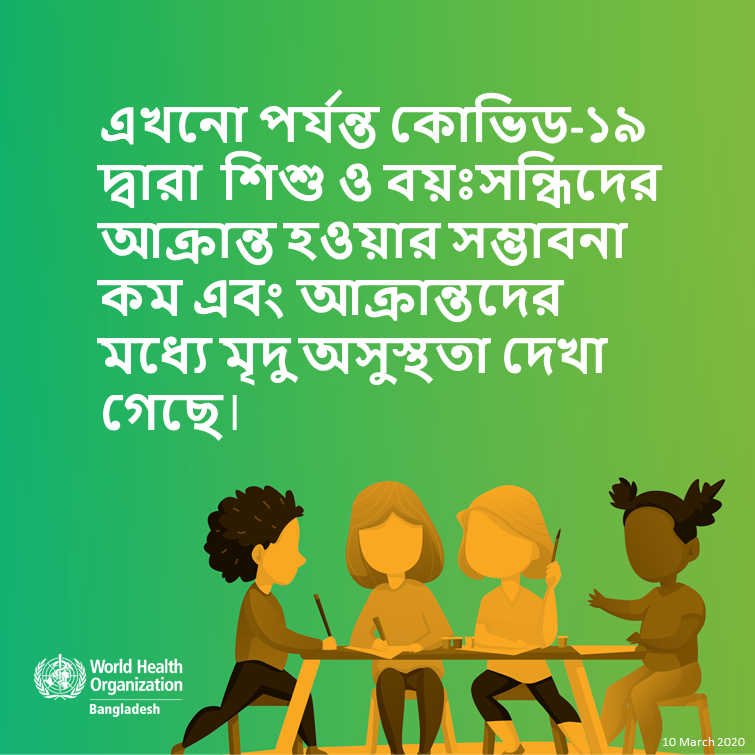 এখনো পর্যন্ত কোভিড-১৯
দ্বারা শিশু ও বয়ঃসন্ধিদের
আক্রান্ত হওয়ার সম্ভাবনা
কম এবং আক্রান্তদের
মধ্যে মৃদু অসুস্থতা দেখা
গেছে।
World Health
Organization
Bangladesh
10 March 2020